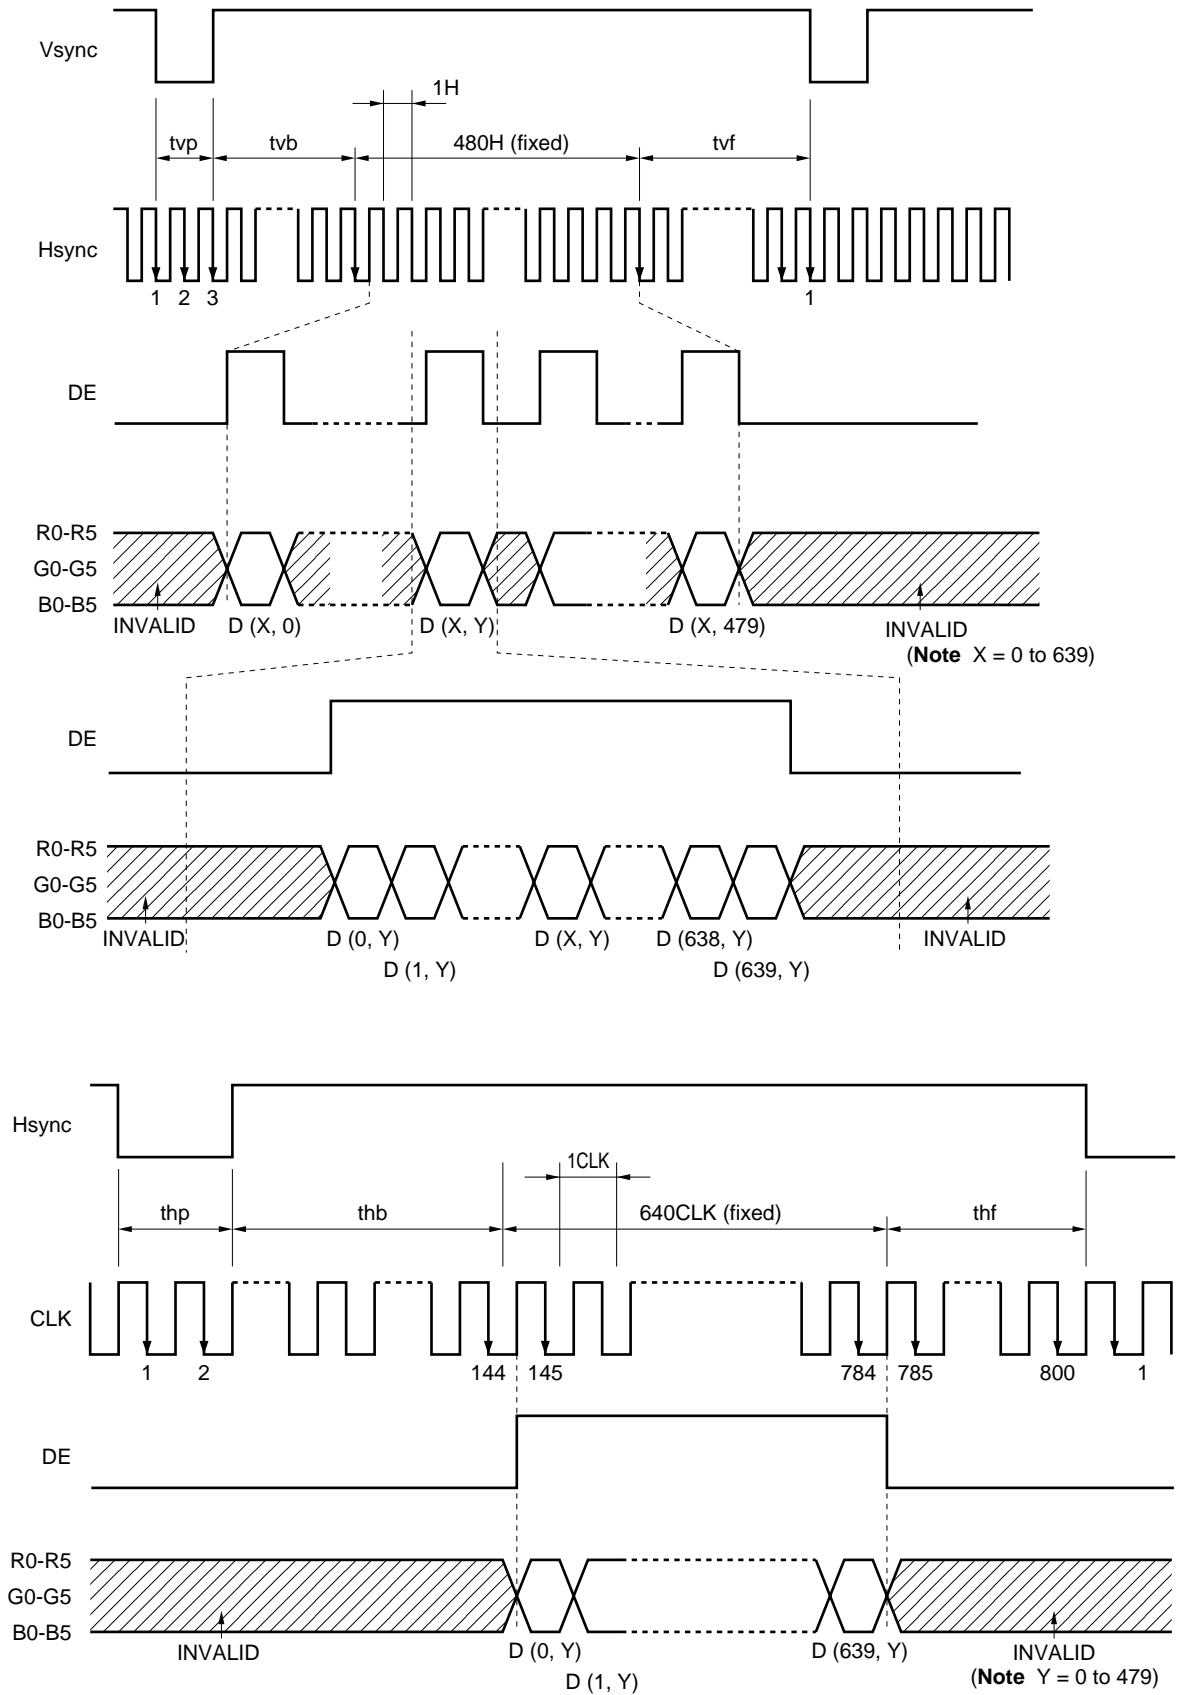 Vsync
1H
tvp
tvb
480H (fixed)
tvf
Hsync
1 2 3
1
DE
R0-R5
G0-G5
B0-B5
INVALID
D (X, 0)
D (X, Y)
D (X, 479)
INVALID
(Note X = 0 to 639)
DE
R0-R5
G0-G5
B0-B5
INVALID
D (0, Y)
D (X, Y)
D (638, Y)
INVALID
D (1, Y)
D (639, Y)
Hsync
1CLK
thp
thb
640CLK (fixed)
thf
CLK
1 2 144 145 784 785 800 1
DE
R0-R5
G0-G5
B0-B5
INVALID
D (0, Y)
D (639, Y)
INVALID
D (1, Y)
(Note Y = 0 to 479)